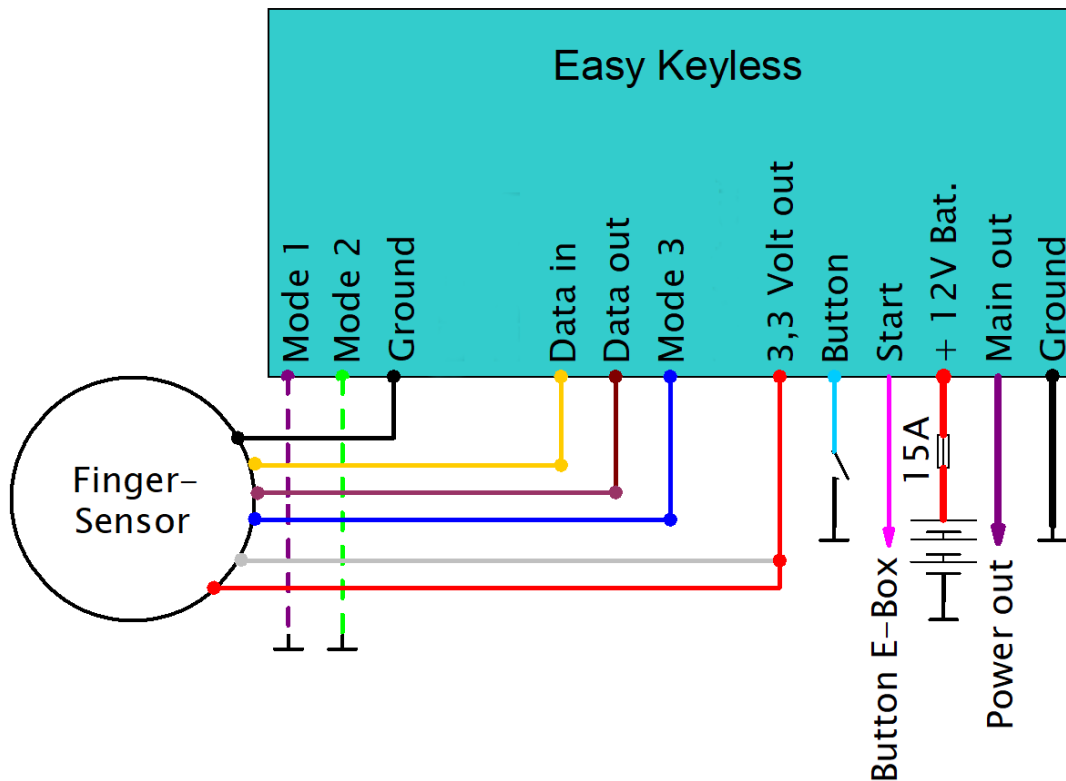 Easy Keyless
Mode 1
Mode 2
Ground
Data in
Data out
Mode 3
3,3 Volt out
Button
Start
+ 12V Bat.
Main out
Ground
Finger-
Sensor
15A
Button E-Box
Power out